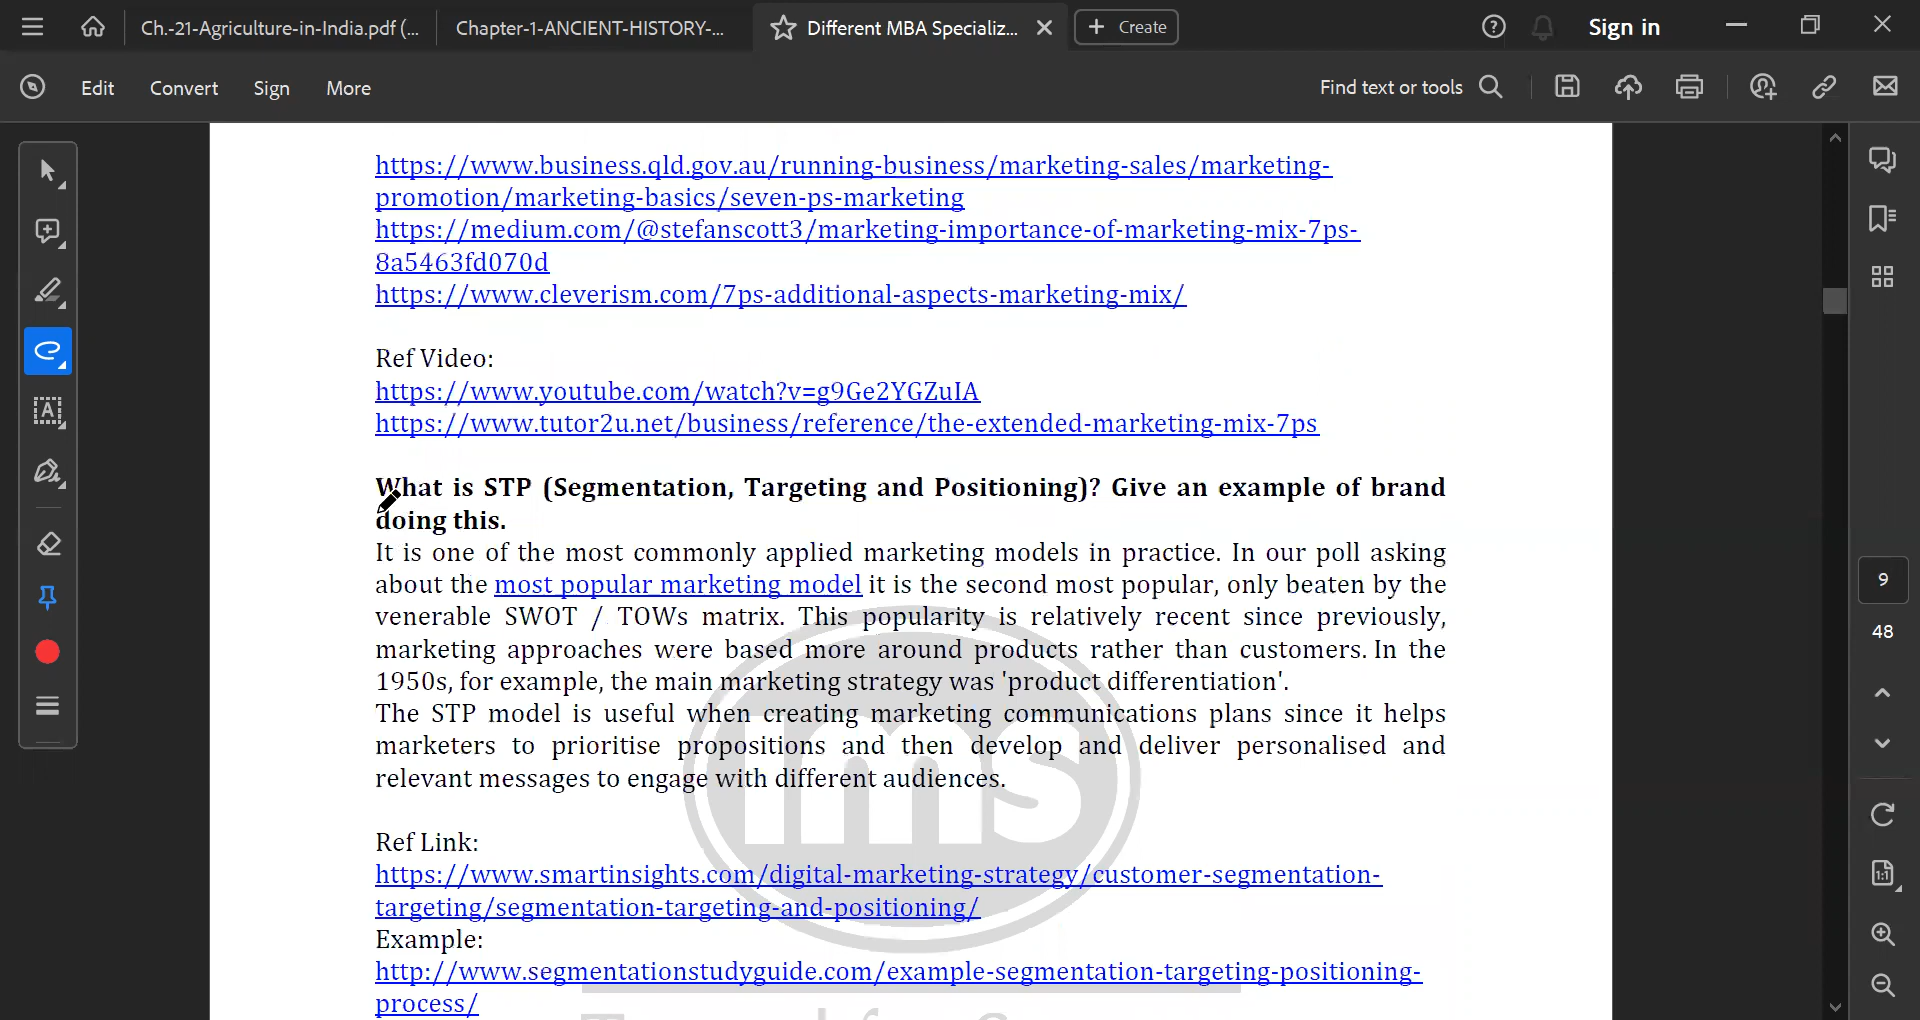 Ch.-21-Agriculture-in-India.pdf (...
Chapter-1-ANCIENT-HISTORY-...
Different MBA Specializ...
Create
Sign in
Edit
Convert
Sign
More
Find text or tools
https://www.business.qld.gov.au/running-business/marketing-sales/marketing-
promotion/marketing-basics/seven-ps-marketing
https://medium.com/@stefanscott3/marketing-importance-of-marketing-mix-7ps-
8a5463fd070d
https://www.cleverism.com/7ps-additional-aspects-marketing-mix/
Ref Video:
https://www.youtube.com/watch?v=g9Ge2YGZuIA
https://www.tutor2u.net/business/reference/the-extended-marketing-mix-7ps
What is STP (Segmentation, Targeting and Positioning)? Give an example of brand
doing this.
It is one of the most commonly applied marketing models in practice. In our poll asking
about the most popular marketing model it is the second most popular, only beaten by the
venerable SWOT / TOWs matrix. This popularity is relatively recent since previously,
marketing approaches were based more around products rather than customers. In the
1950s, for example, the main marketing strategy was 'product differentiation'.
The STP model is useful when creating marketing communications plans since it helps
marketers to prioritise propositions and then develop and deliver personalised and
relevant messages to engage with different audiences.
ims
Ref Link:
https://www.smartinsights.com/digital-marketing-strategy/customer-segmentation-
targeting/segmentation-targeting-and-positioning/
Example:
http://www.segmentationstudyguide.com/example-segmentation-targeting-positioning-
process/
9
48
1:1